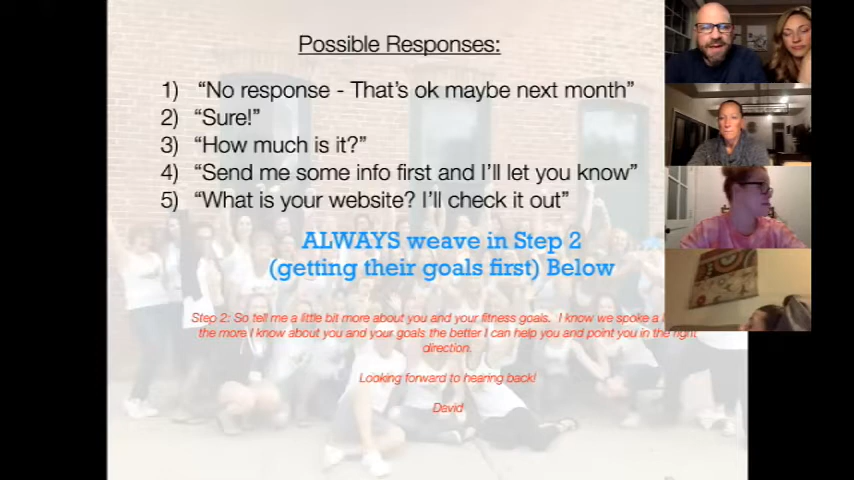 Possible Responses:
1) “No response - That’s ok maybe next month”
2) “Sure!”
3) “How much is it?”
4) “Send me some info first and I’ll let you know”
5) “What is your website? I’ll check it out”
ALWAYS weave in Step 2
(getting their goals first) Below
Step 2: So tell me a little bit more about you and your fitness goals. I know we spoke a
the more I know about you and your goals the better I can help you and point you in the right
direction.
Looking forward to hearing back!
David